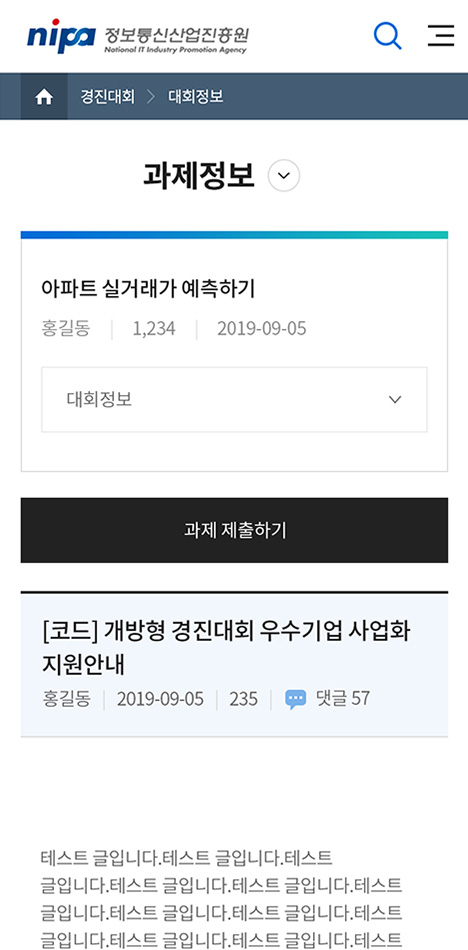 nipa 정보통신산업진흥원
National IT Industry Promotion Agency
경진대회 > 대회정보
과제정보
아파트 실거래가 예측하기
홍길동 | 1,234 | 2019-09-05
대회정보
과제 제출하기
[코드] 개방형 경진대회 우수기업 사업화
지원안내
홍길동 | 2019-09-05 | 235 | 댓글 57
테스트 글입니다.테스트 글입니다.테스트
글입니다.테스트 글입니다.테스트 글입니다.테스트
글입니다.테스트 글입니다.테스트 글입니다.테스트
글입니다.테스트 글입니다.테스트 글입니다.테스트